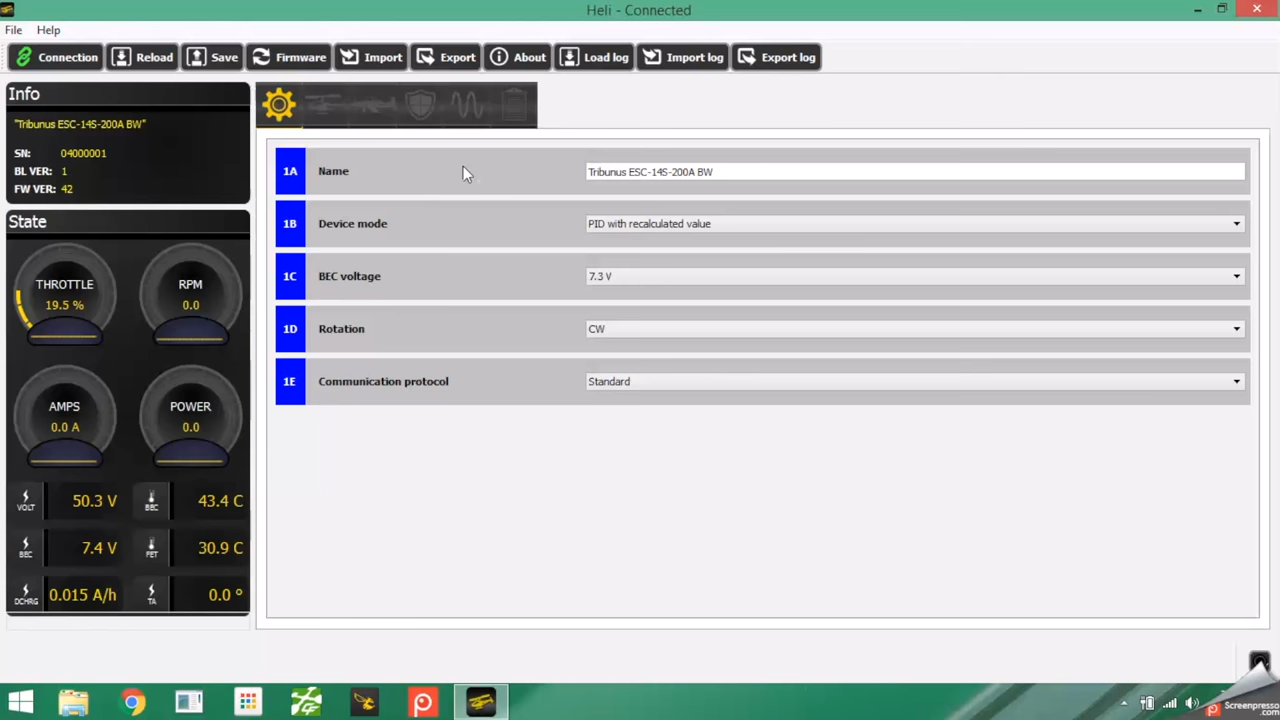 Heli - Connected
File Help
Connection Reload Save Firmware Import Export About Load log Import log Export log
Info
"Tribunus ESC-14S-200A BW"
SN: 04000001
BL VER: 1
FW VER: 42
State
THROTTLE
19.5 %
RPM
0.0
AMPS
0.0 A
POWER
0.0
VOLT 50.3 V BEC 43.4 C
BEC 7.4 V FET 30.9 C
DCHRG 0.015 A/h TA 0.0 °
1A Name Tribunus ESC-14S-200A BW
1B Device mode PID with recalculated value
1C BEC voltage 7.3 V
1D Rotation CW
1E Communication protocol Standard
CF
Screenpresso
.com